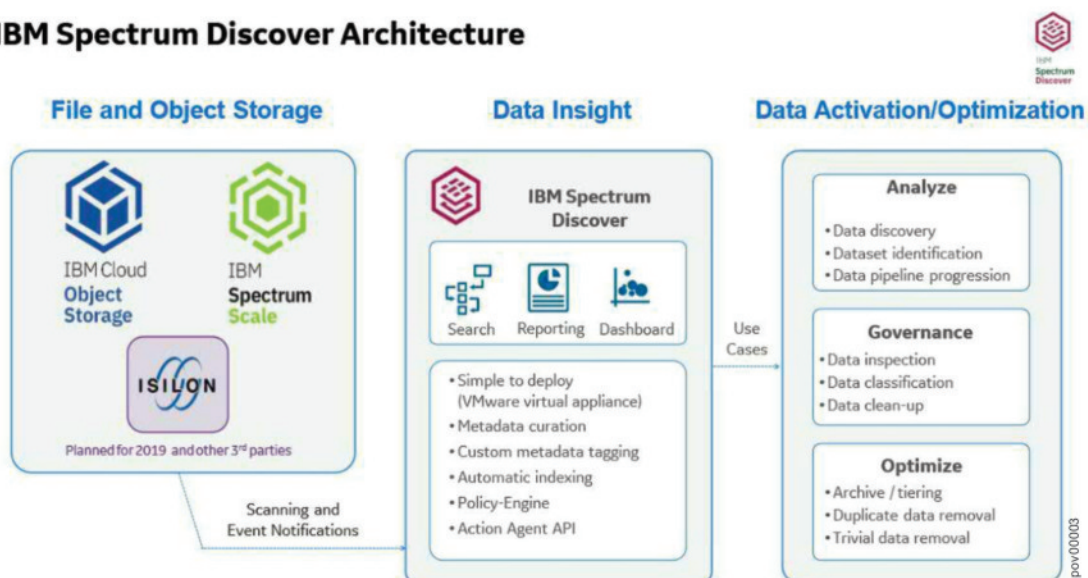 IBM Spectrum Discover Architecture
IBM
Spectrum
Discover
File and Object Storage
IBM Cloud
Object
Storage
IBM
Spectrum
Scale
ISILON
Planned for 2019 and other 3rd parties
Scanning and
Event Notifications
Data Insight
IBM Spectrum
Discover
Search Reporting Dashboard
• Simple to deploy
(VMware virtual appliance)
• Metadata curation
• Custom metadata tagging
• Automatic indexing
• Policy-Engine
• Action Agent API
Use
Cases
Data Activation/Optimization
Analyze
• Data discovery
• Dataset identification
• Data pipeline progression
Governance
• Data inspection
• Data classification
• Data clean-up
Optimize
• Archive / tiering
• Duplicate data removal
• Trivial data removal
pov00003